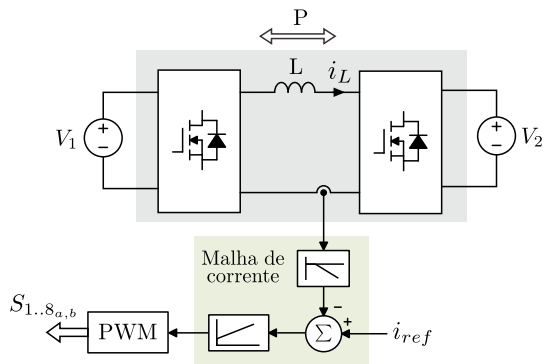 P
L
i_L
V_1
V_2
Malha de
corrente
S_{1..8_{a,b}}
PWM
Σ
i_{ref}